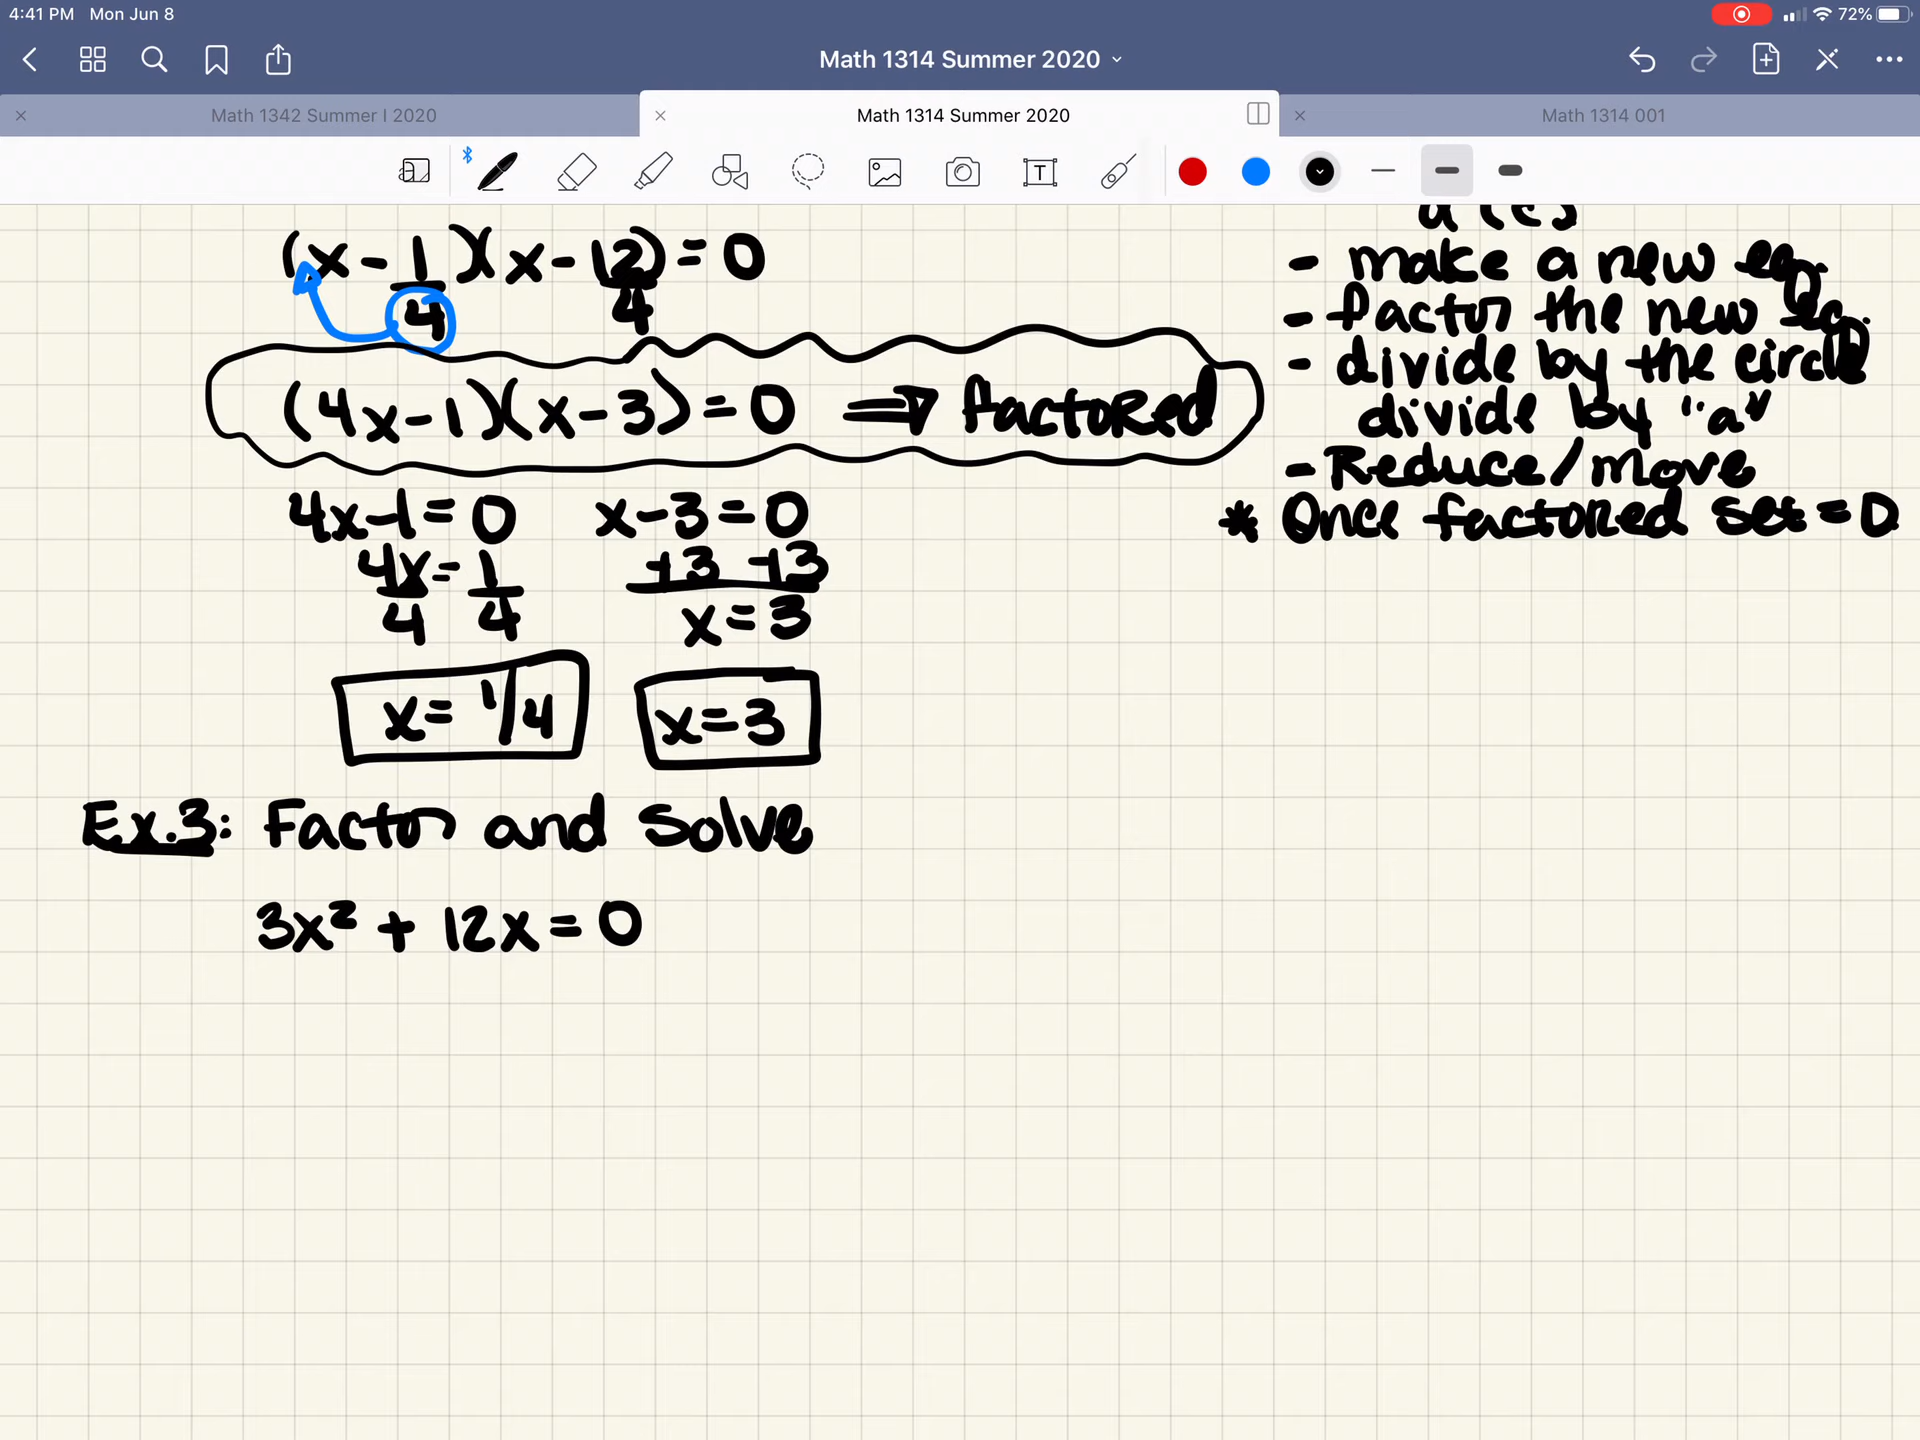 4:41 PM Mon Jun 8
72%
Math 1314 Summer 2020
Math 1342 Summer I 2020
Math 1314 Summer 2020
Math 1314 001
(x - 1/4)(x - 12/4) = 0
(4x-1)(x-3) = 0 ⇒ factored
4x-1 = 0 x-3 = 0
4x = 1 +3 +3
4 4 x = 3
x = 1/4 x = 3
- make a new eq.
- factor the new eq.
- divide by the circle
divide by "a"
- Reduce/move
* Once factored set = 0
Ex.3: Factor and Solve
3x² + 12x = 0